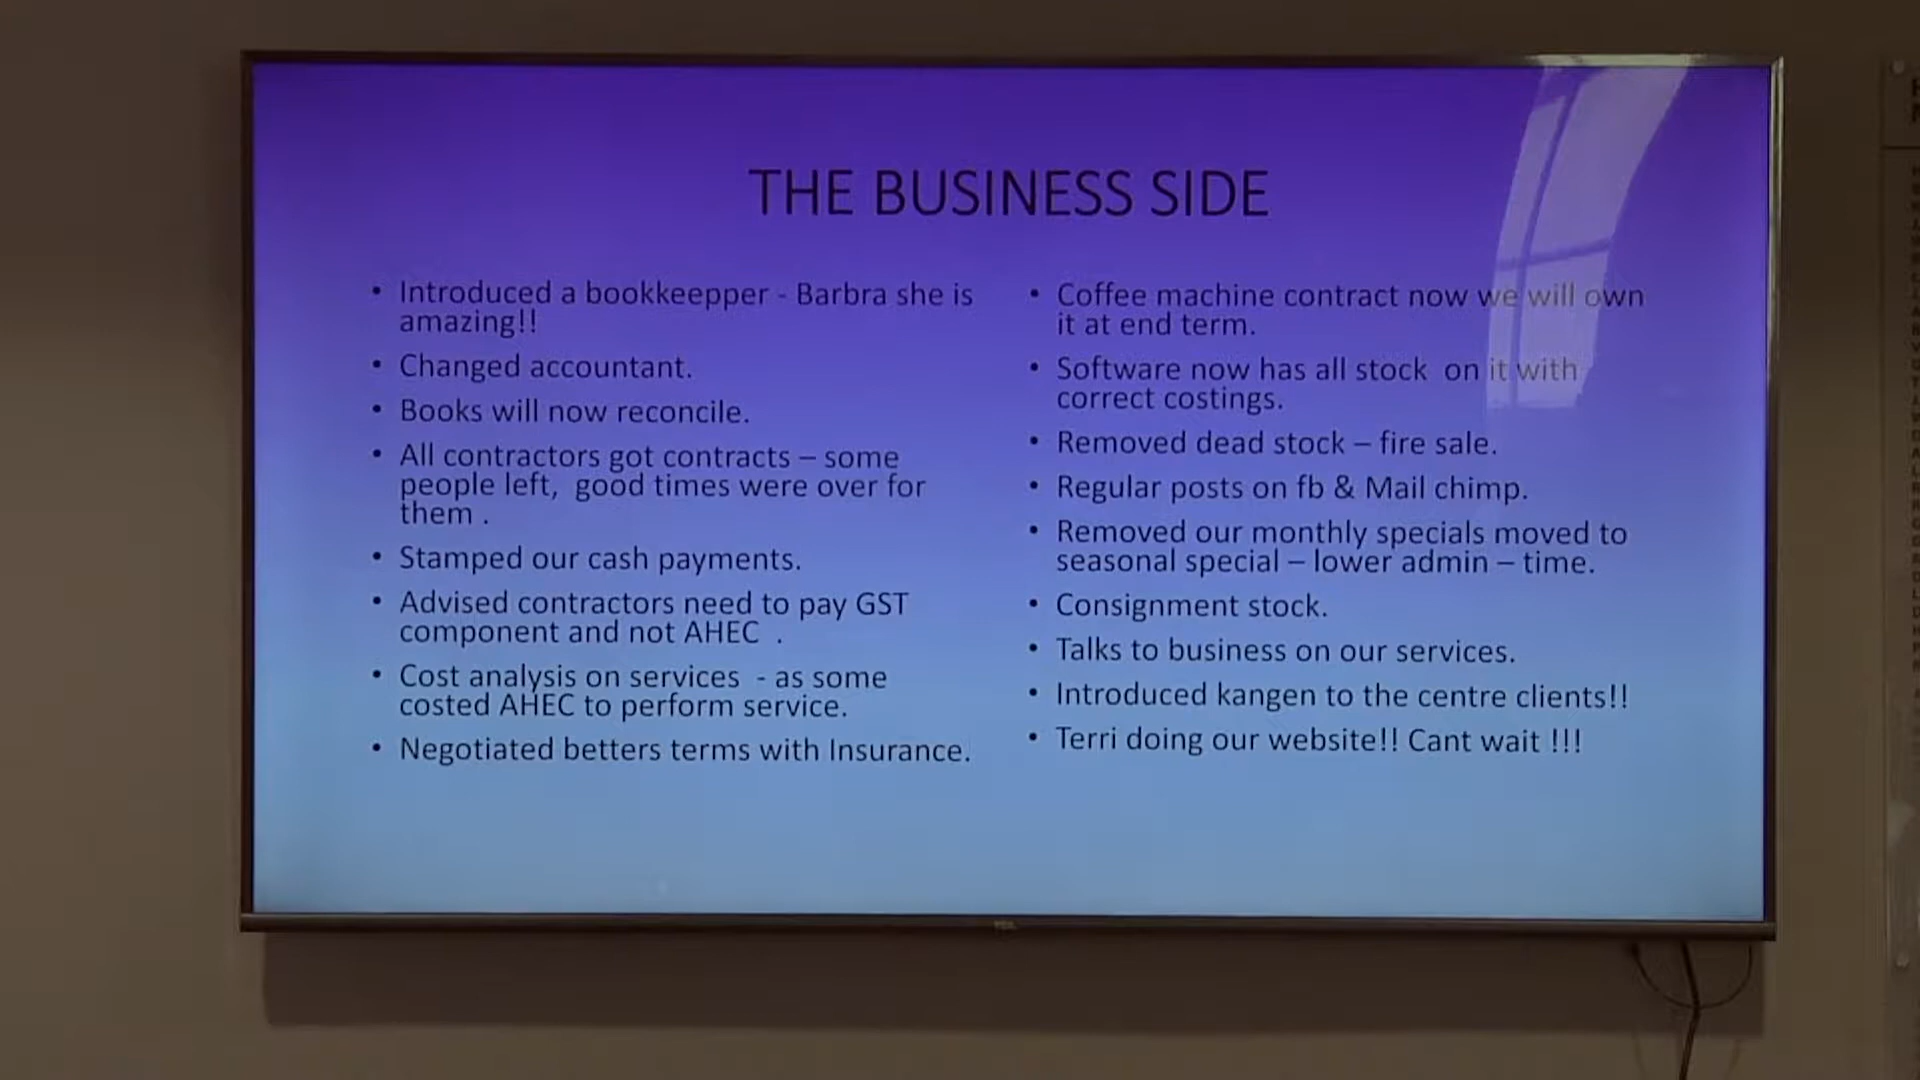 THE BUSINESS SIDE
• Introduced a bookkeepper - Barbra she is
amazing!!
• Changed accountant.
• Books will now reconcile.
• All contractors got contracts – some
people left, good times were over for
them .
• Stamped our cash payments.
• Advised contractors need to pay GST
component and not AHEC .
• Cost analysis on services - as some
costed AHEC to perform service.
• Negotiated betters terms with Insurance.
• Coffee machine contract now we will own
it at end term.
• Software now has all stock on it with
correct costings.
• Removed dead stock – fire sale.
• Regular posts on fb & Mail chimp.
• Removed our monthly specials moved to
seasonal special – lower admin – time.
• Consignment stock.
• Talks to business on our services.
• Introduced kangen to the centre clients!!
• Terri doing our website!! Cant wait !!!